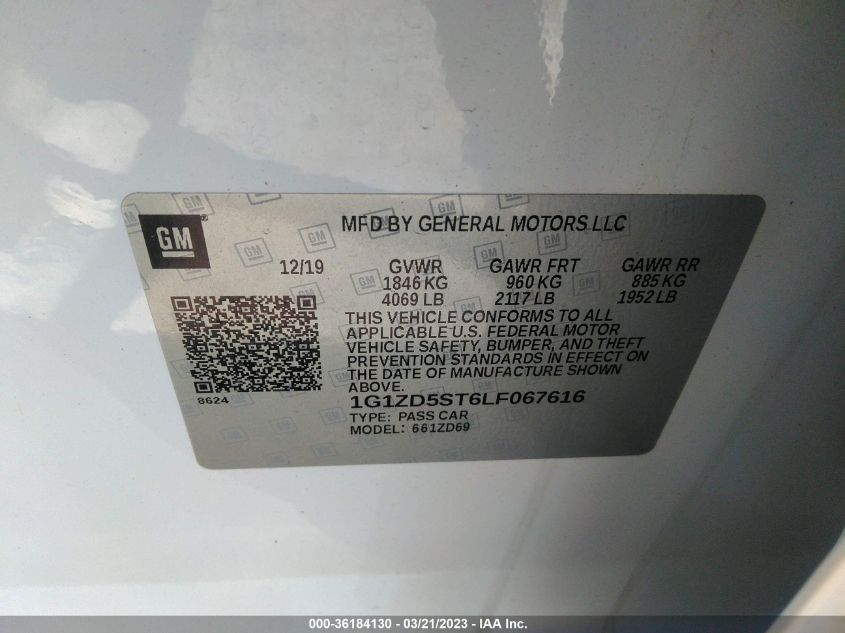 GM
MFD BY GENERAL MOTORS LLC
12/19 GVWR GAWR FRT GAWR RR
1846 KG 960 KG 885 KG
4069 LB 2117 LB 1952 LB
THIS VEHICLE CONFORMS TO ALL
APPLICABLE U.S. FEDERAL MOTOR
VEHICLE SAFETY, BUMPER, AND THEFT
PREVENTION STANDARDS IN EFFECT ON
THE DATE OF MANUFACTURE SHOWN
ABOVE.
8624
1G1ZD5ST6LF067616
TYPE: PASS CAR
MODEL: 661ZD69
000-36184130 - 03/21/2023 - IAA Inc.